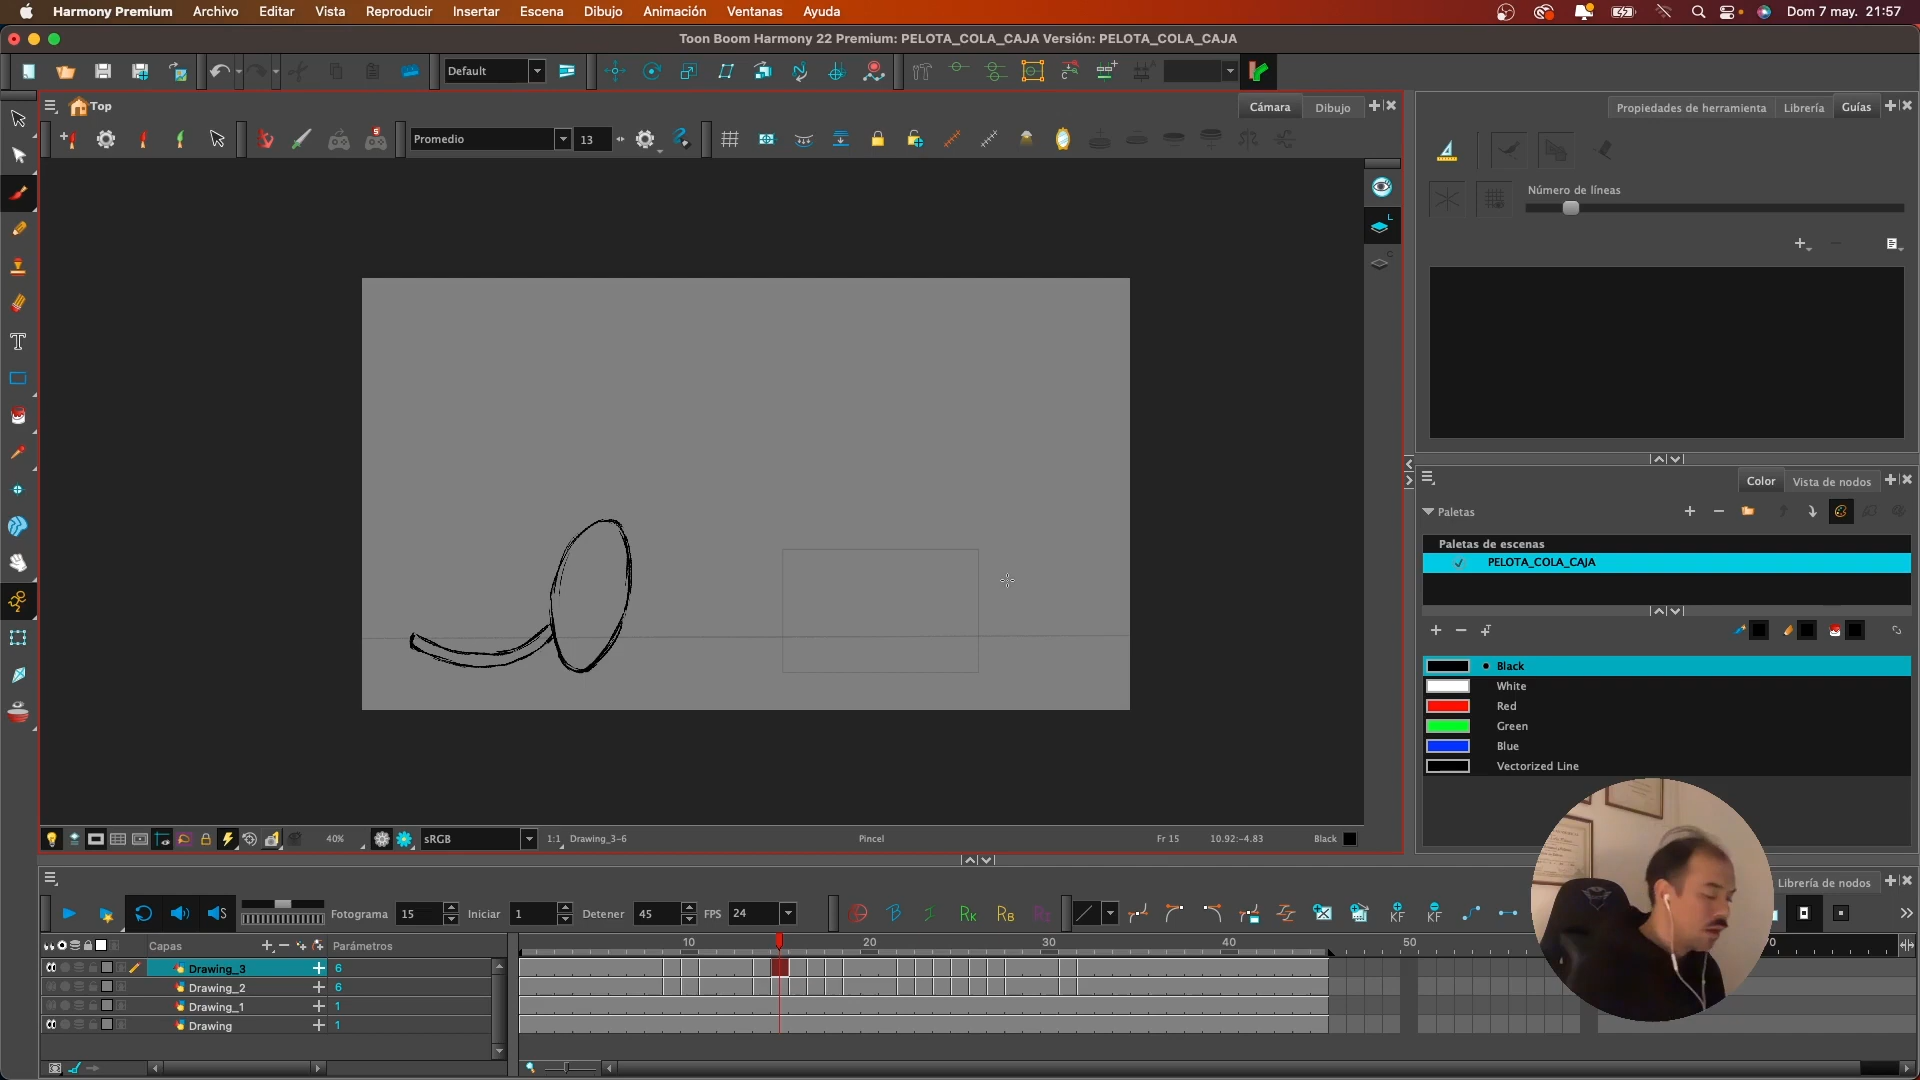 Harmony Premium Archivo Editar Vista Reproducir Insertar Escena Dibujo Animación Ventanas Ayuda Dom 7 may. 21:57
Toon Boom Harmony 22 Premium: PELOTA_COLA_CAJA Versión: PELOTA_COLA_CAJA
Default
Top Cámara Dibujo
Propiedades de herramienta Librería Guías
Promedio 13
Número de líneas
Color Vista de nodos
Paletas
Paletas de escenas
PELOTA_COLA_CAJA
Black
White
Red
Green
Blue
Vectorized Line
40% sRGB 1:1 Drawing_3-6 Pincel Fr 15 10.92:-4.83 Black
Librería de nodos
Fotograma 15 Iniciar 1 Detener 45 FPS 24
Capas Parámetros 10 20 30 40 50
Drawing_3 6
Drawing_2 6
Drawing_1 1
Drawing 1